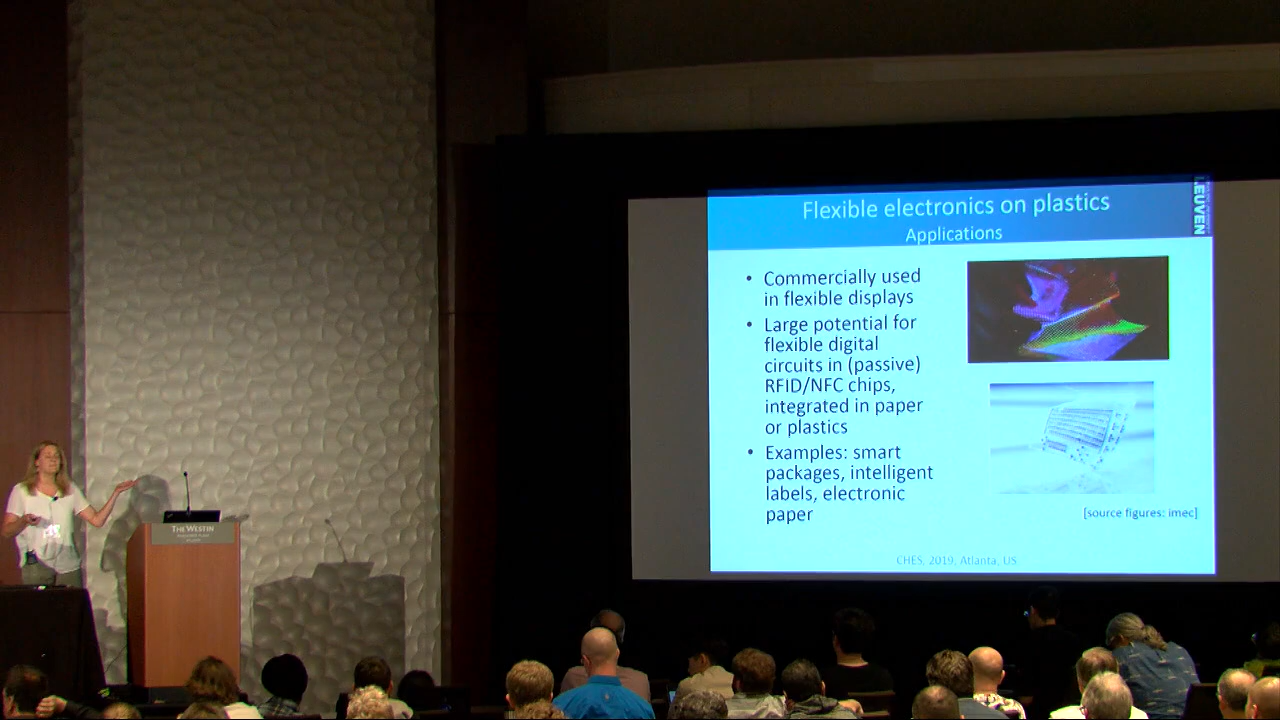 Flexible electronics on plastics
Applications
LEUVEN
• Commercially used
in flexible displays
• Large potential for
flexible digital
circuits in (passive)
RFID/NFC chips,
integrated in paper
or plastics
• Examples: smart
packages, intelligent
labels, electronic
paper
[source figures: imec]
CHES, 2019, Atlanta, US
THE WESTIN